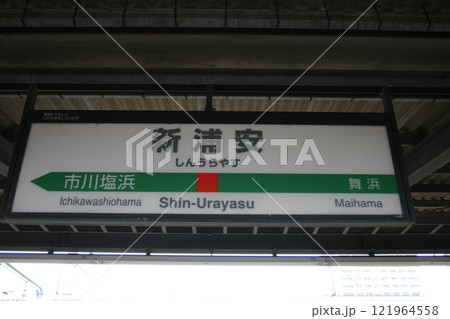 新浦安
しんうらやす
市川塩浜 舞浜
Ichikawashiohama Shin-Urayasu Maihama
PIXTA
pixta.jp - 121964558